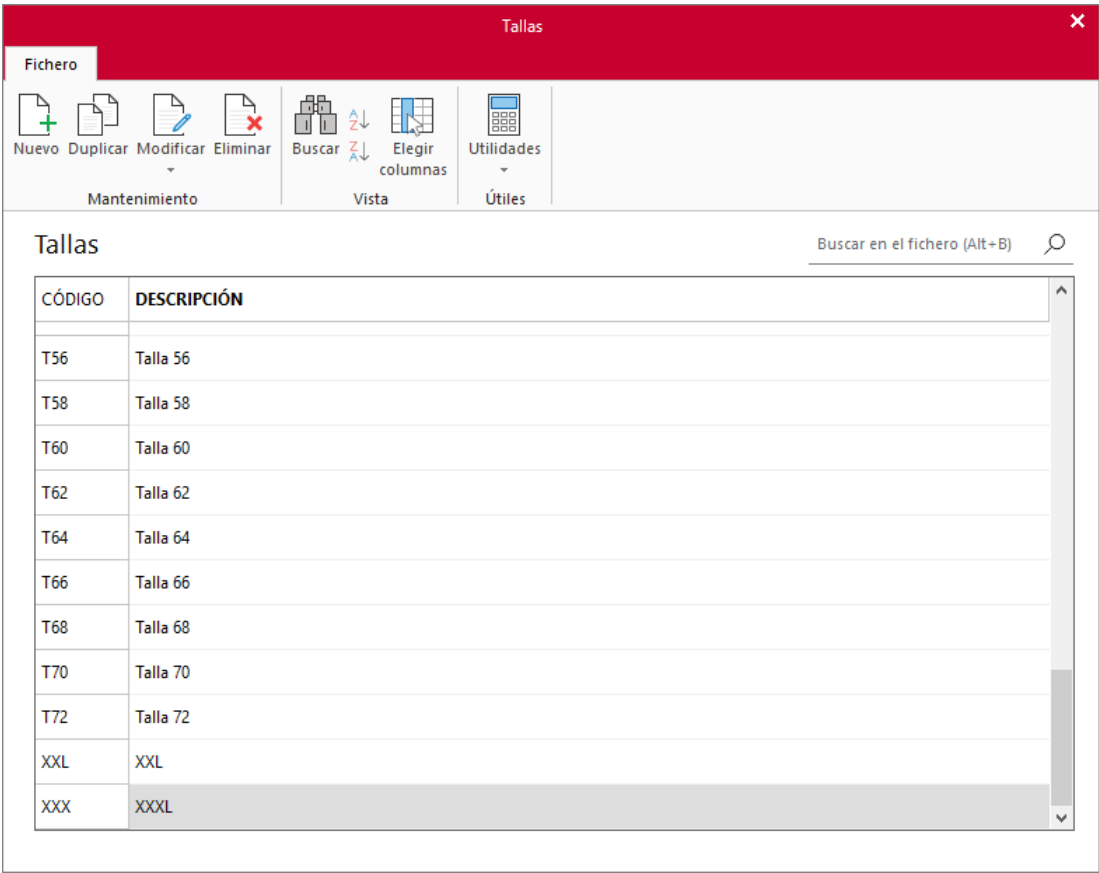 Tallas
Fichero
Nuevo Duplicar Modificar Eliminar Buscar Elegir columnas Utilidades
Mantenimiento Vista Útiles
Tallas Buscar en el fichero (Alt+B)
CÓDIGO DESCRIPCIÓN
T56 Talla 56
T58 Talla 58
T60 Talla 60
T62 Talla 62
T64 Talla 64
T66 Talla 66
T68 Talla 68
T70 Talla 70
T72 Talla 72
XXL XXL
XXX XXXL